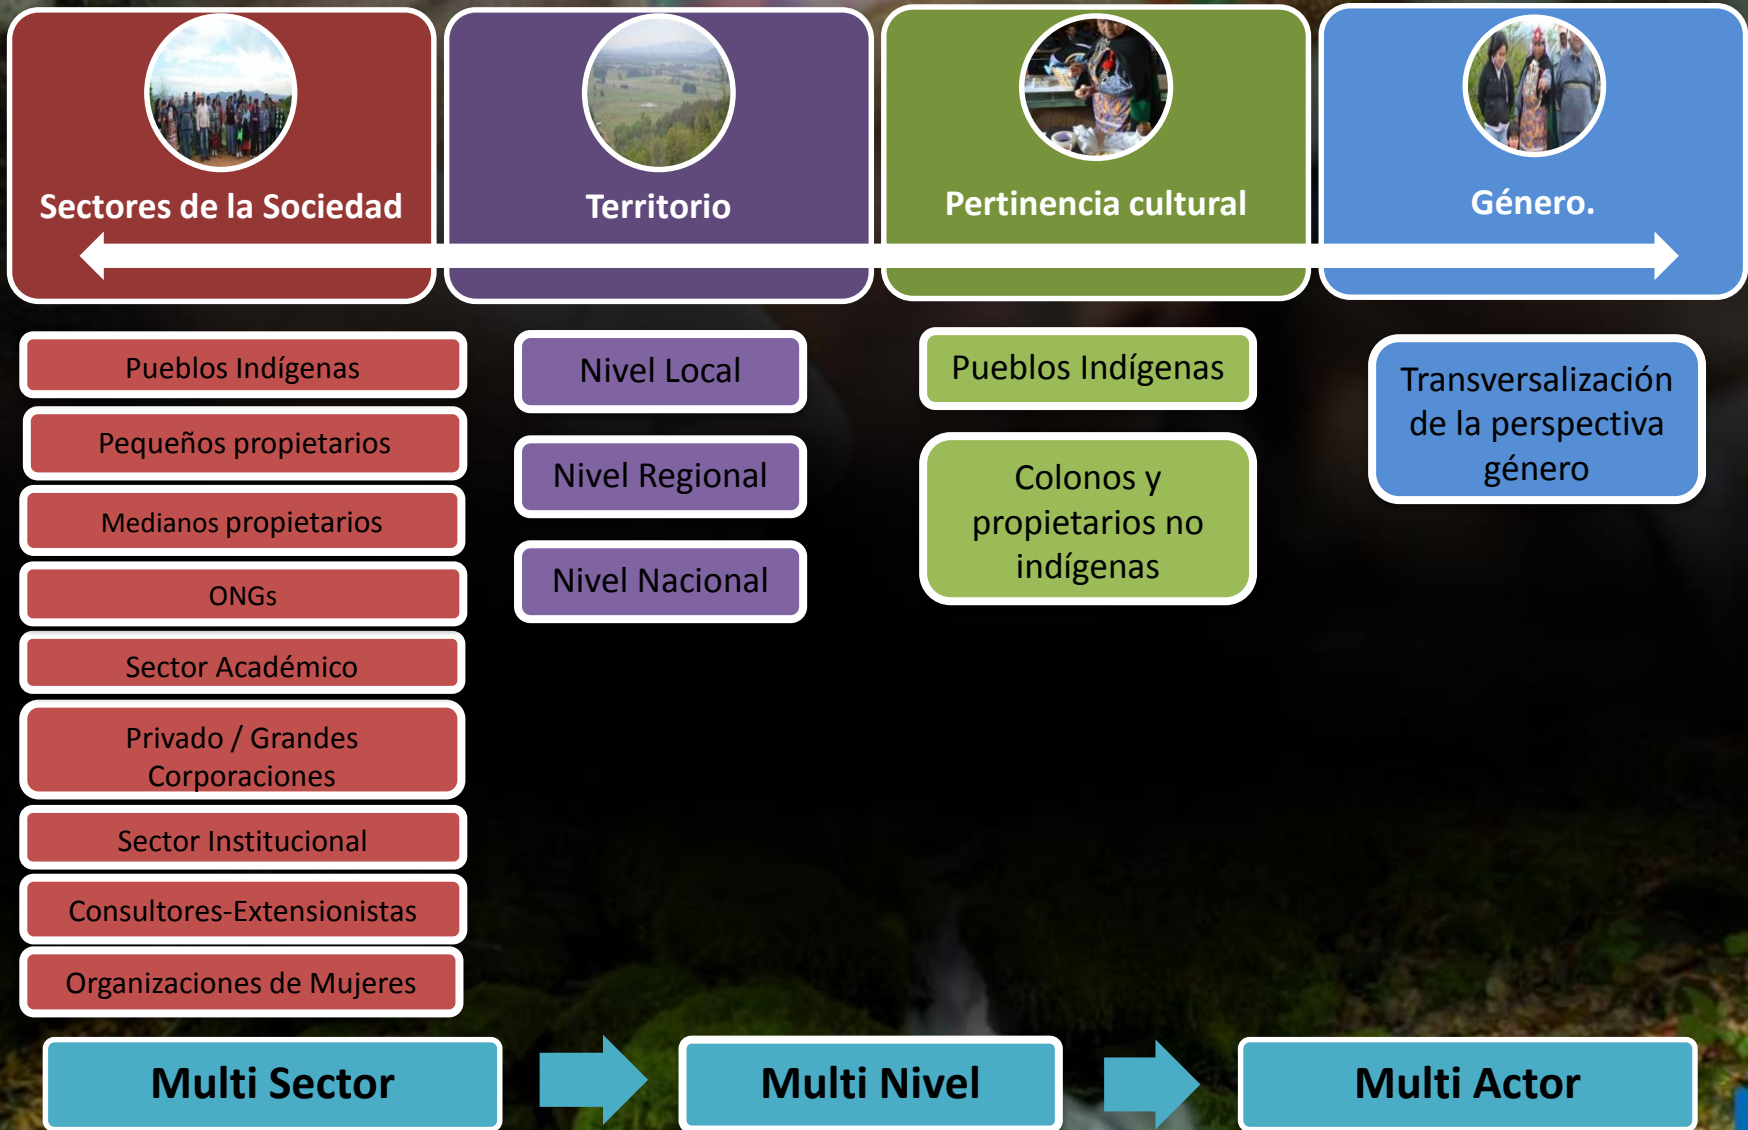 Sectores de la Sociedad
Territorio
Pertinencia cultural
Género.
Pueblos Indígenas
Pequeños propietarios
Medianos propietarios
ONGs
Sector Académico
Privado / Grandes
Corporaciones
Sector Institucional
Consultores-Extensionistas
Organizaciones de Mujeres
Nivel Local
Nivel Regional
Nivel Nacional
Pueblos Indígenas
Colonos y
propietarios no
indígenas
Transversalización
de la perspectiva
género
Multi Sector
Multi Nivel
Multi Actor